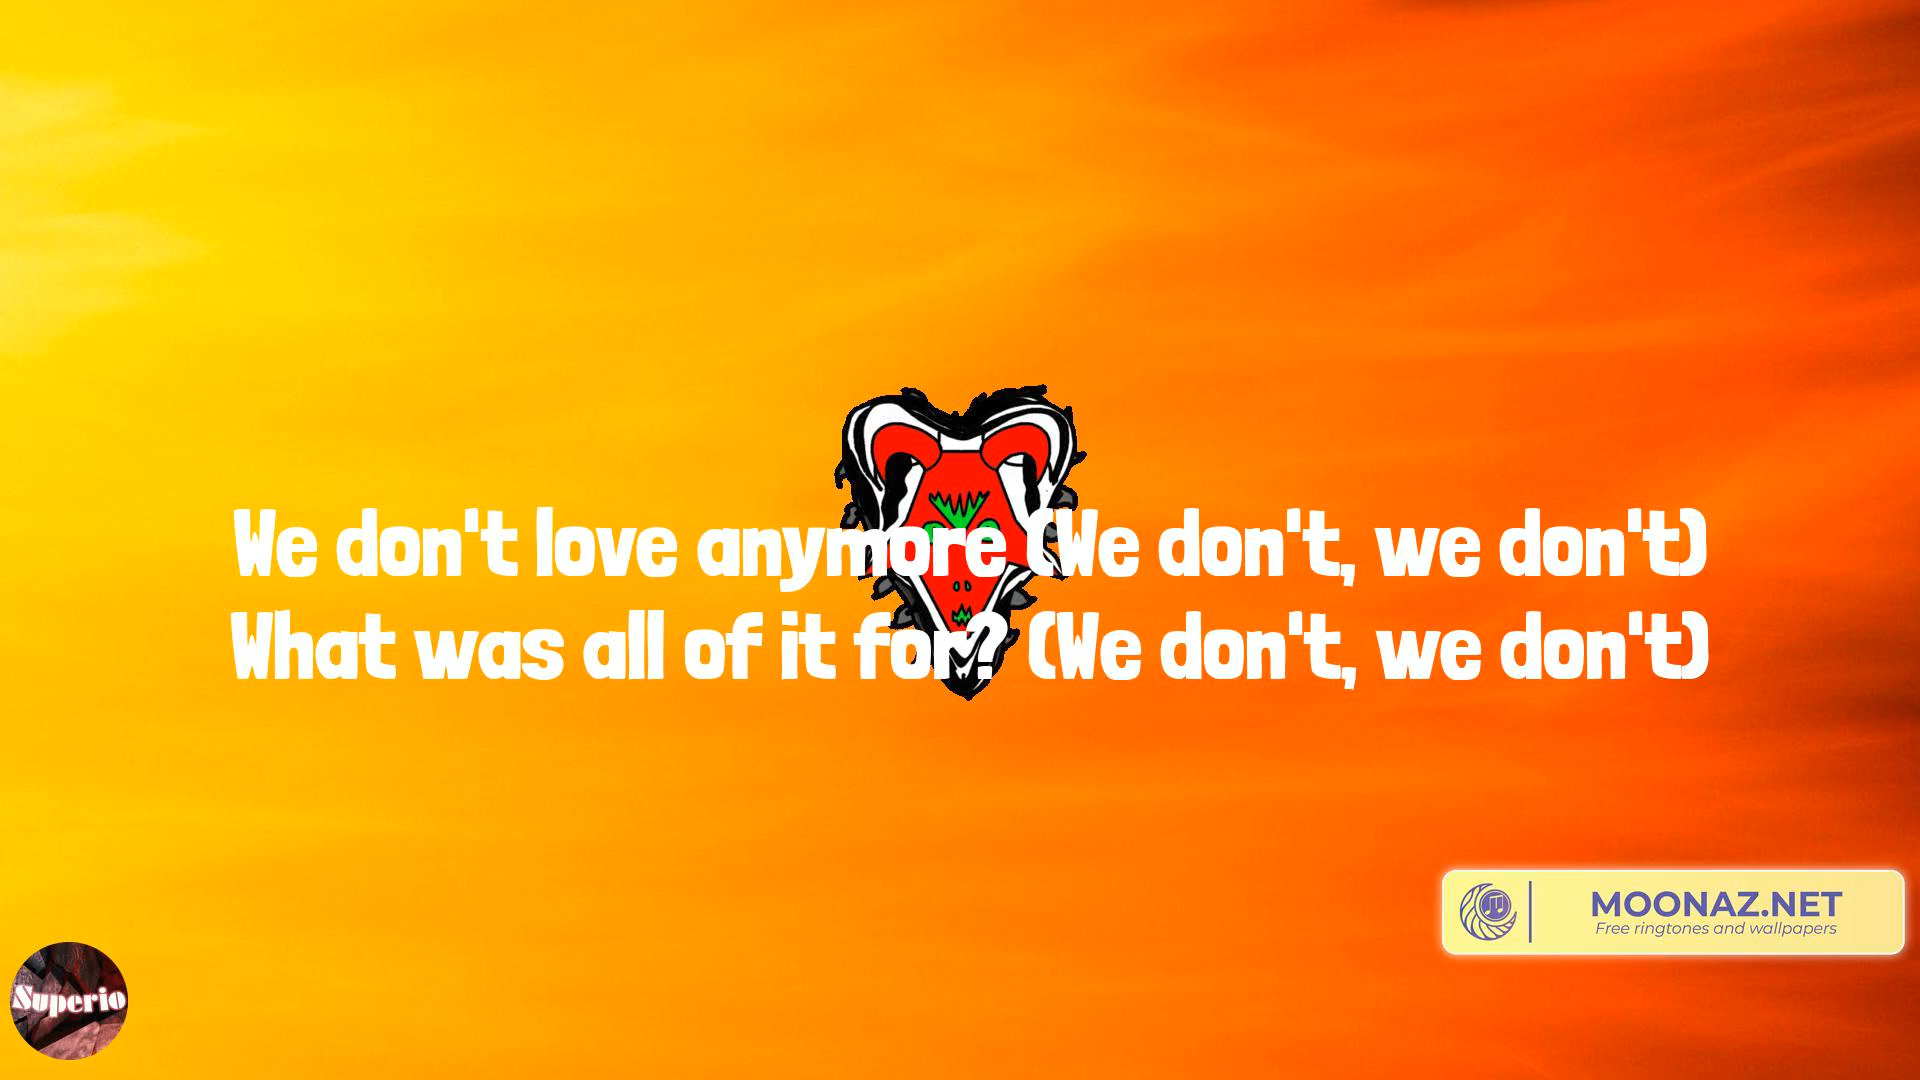 We don't love anymore (We don't, we don't)
What was all of it for? (We don't, we don't)
MOONAZ.NET
Free ringtones and wallpapers
Superio